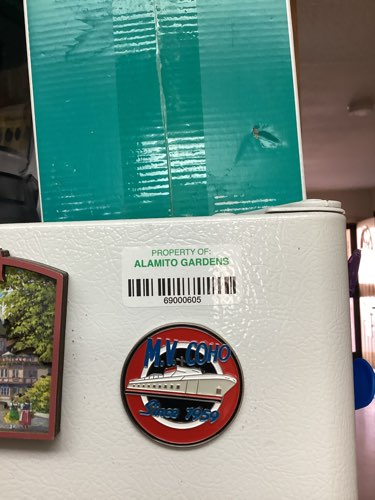 PROPERTY OF:
ALAMITO GARDENS
69000605
M.V. COHO
Since 1959